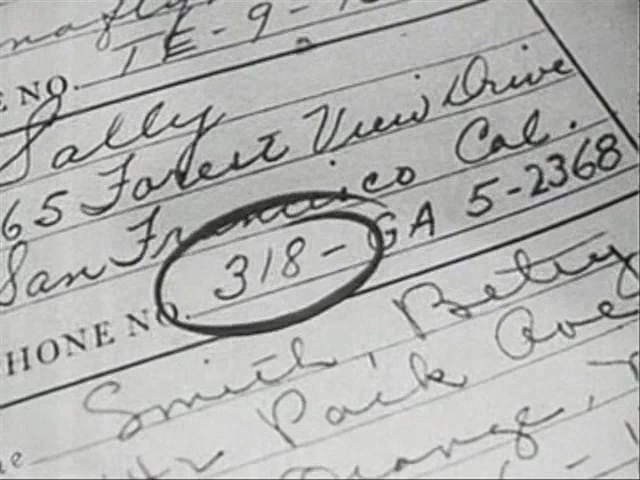 E NO. TE-9-
Sally
65 Forest View Drive
San Francisco Cal.
PHONE NO. 318-GA 5-2368
Smith, Betty
Park Ave
Orange,